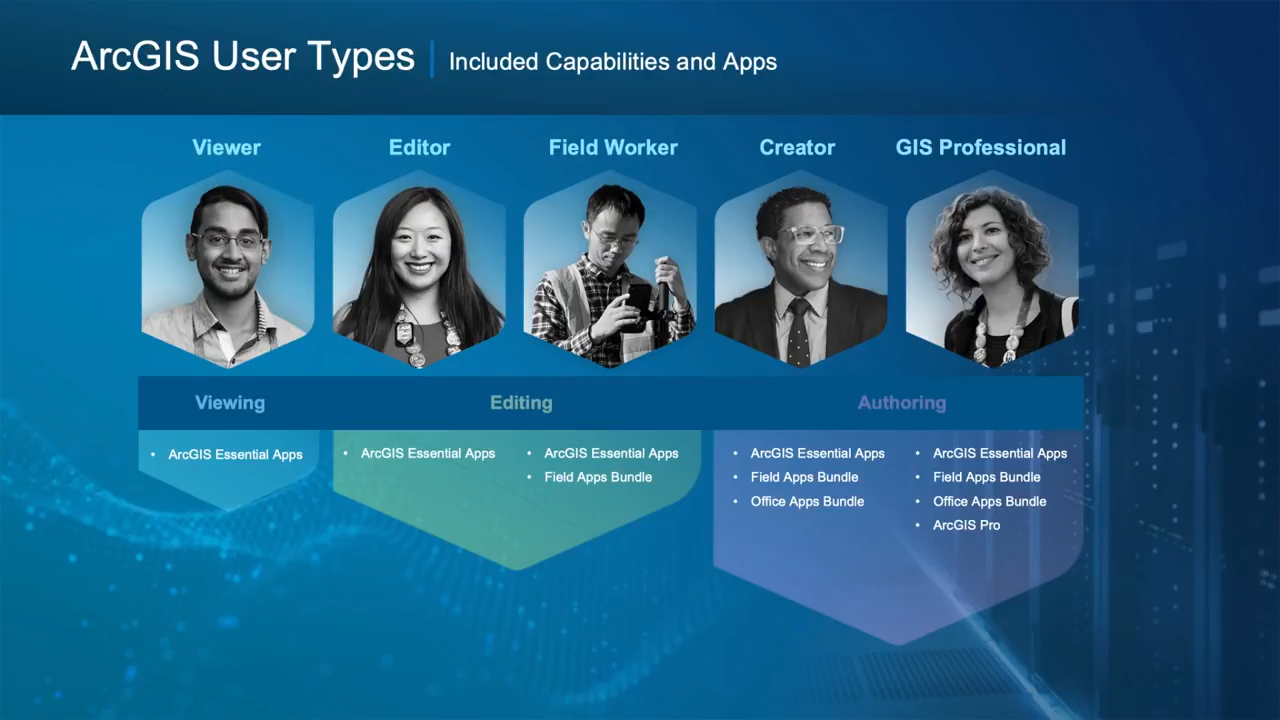 ArcGIS User Types | Included Capabilities and Apps
Viewer
Editor
Field Worker
Creator
GIS Professional
Viewing
Editing
Authoring
• ArcGIS Essential Apps
• ArcGIS Essential Apps
• ArcGIS Essential Apps
• Field Apps Bundle
• ArcGIS Essential Apps
• Field Apps Bundle
• Office Apps Bundle
• ArcGIS Essential Apps
• Field Apps Bundle
• Office Apps Bundle
• ArcGIS Pro